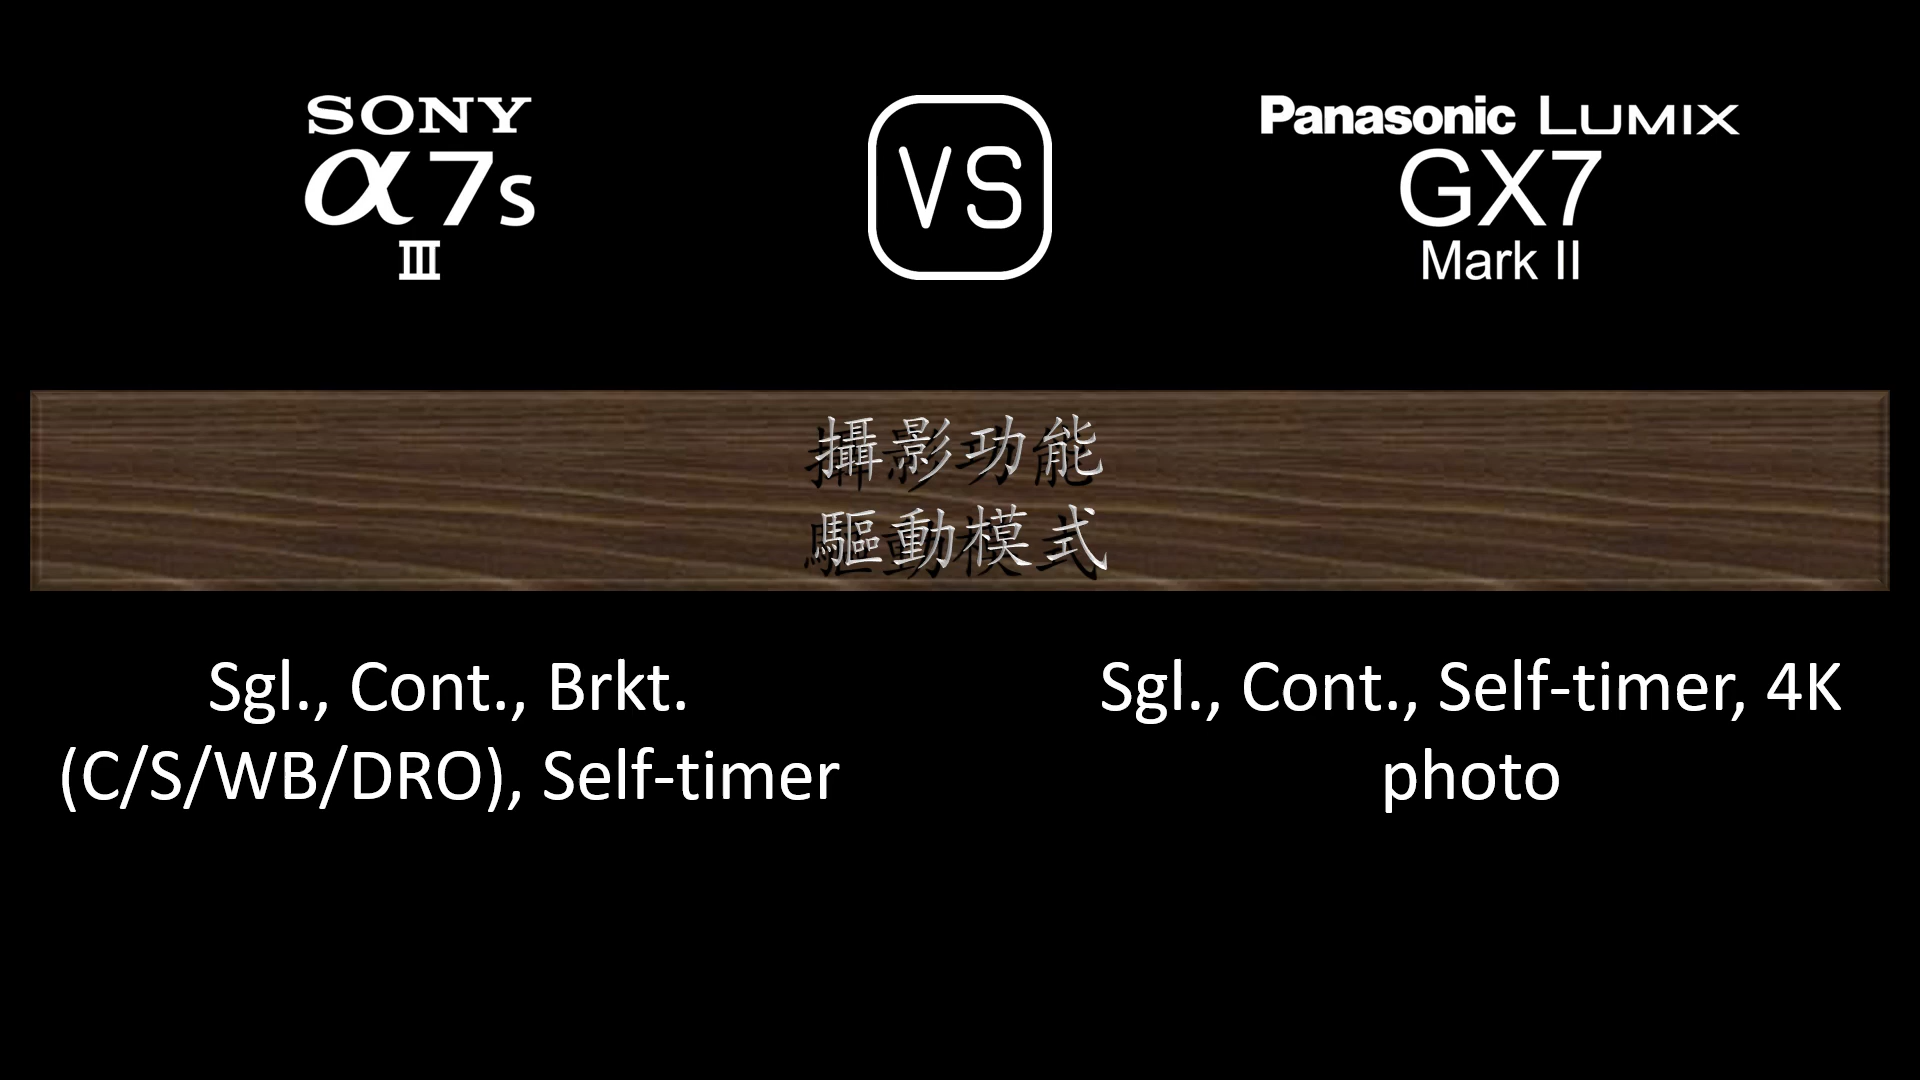 SONY
α7s
III
VS
Panasonic LUMIX
GX7
Mark II
攝影功能
驅動模式
Sgl., Cont., Brkt.
(C/S/WB/DRO), Self-timer
Sgl., Cont., Self-timer, 4K
photo